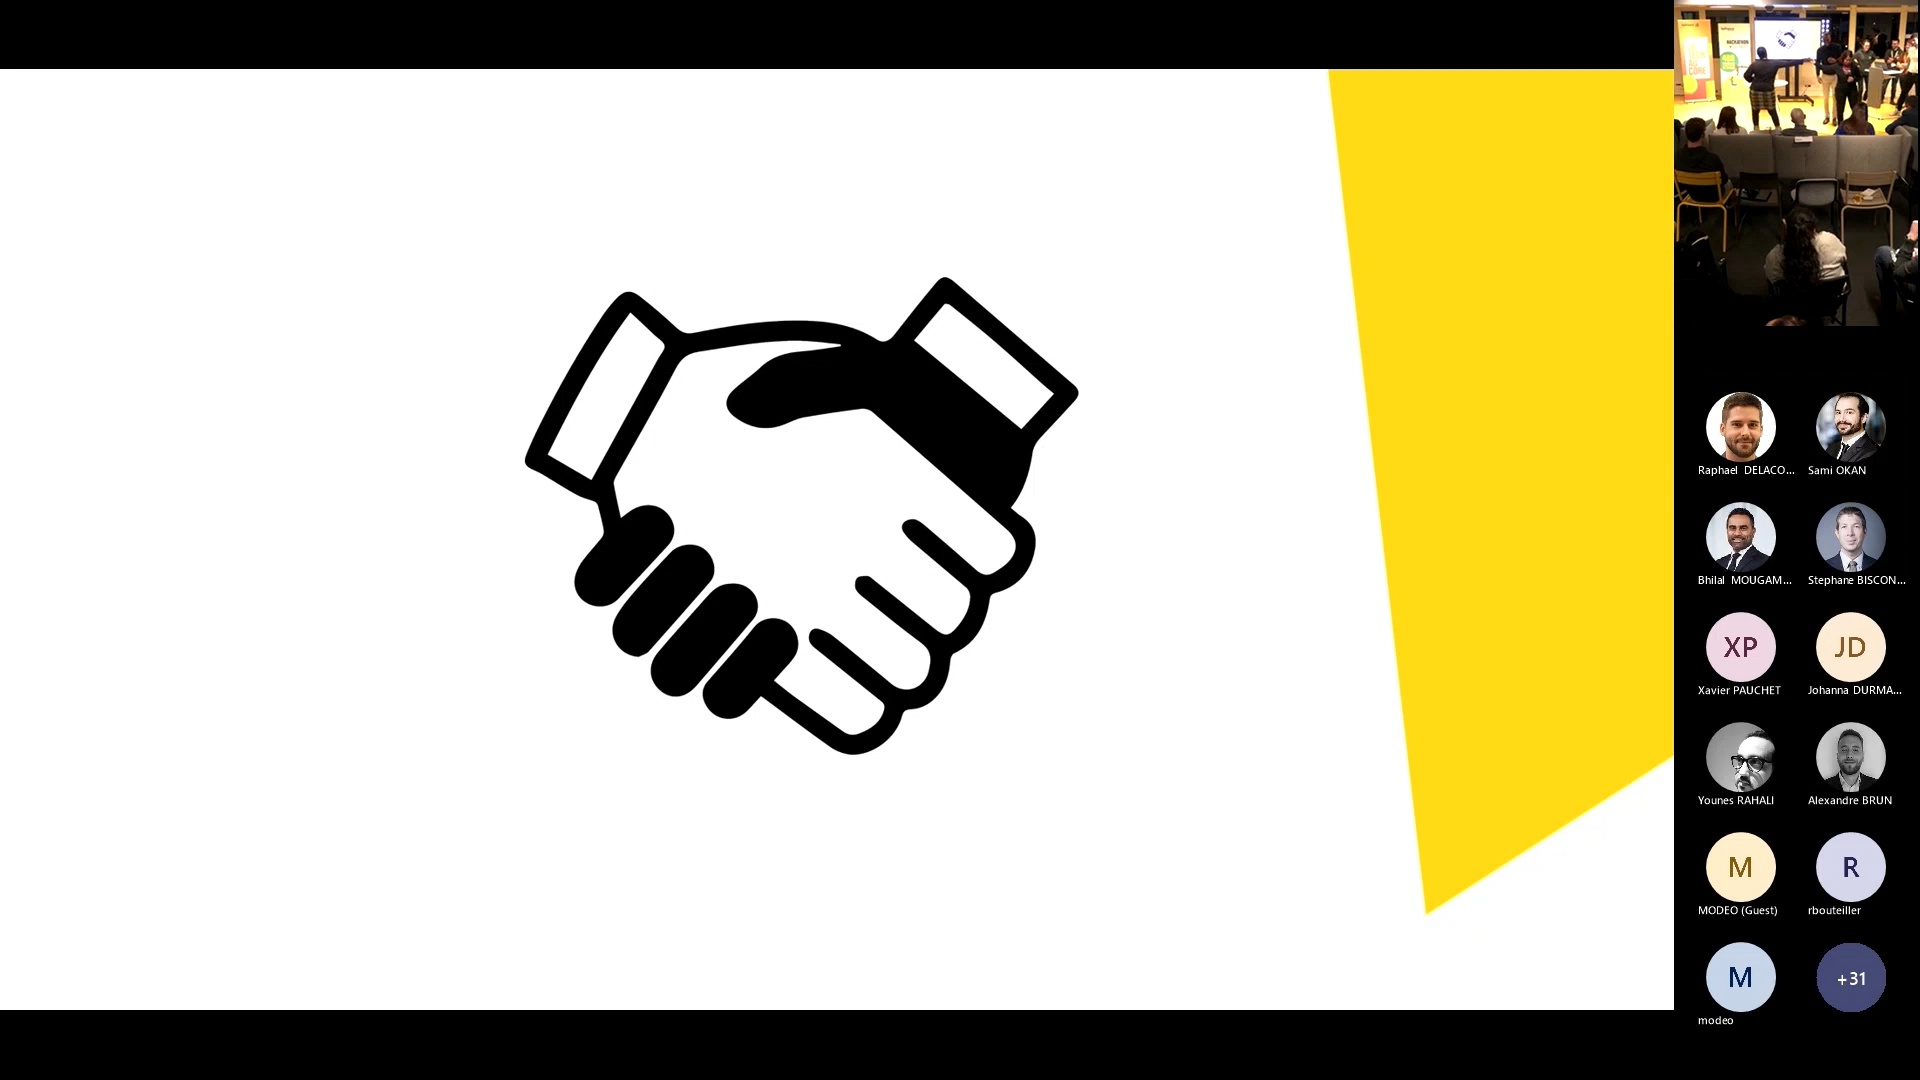 HACKATHON
Raphael DELACO...
Sami OKAN
Bhilal MOUGAM...
Stephane BISCON...
XP
JD
Xavier PAUCHET
Johanna DURMA...
Younes RAHALI
Alexandre BRUN
M
R
MODEO (Guest)
rbouteiller
M
+31
modeo